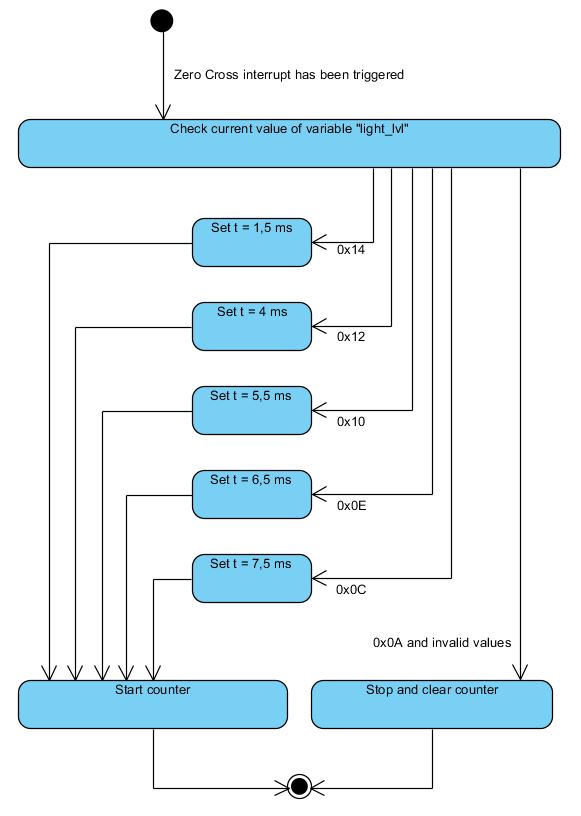 Zero Cross interrupt has been triggered
Check current value of variable "light_lvl"
Set t = 1,5 ms
0x14
Set t = 4 ms
0x12
Set t = 5,5 ms
0x10
Set t = 6,5 ms
0x0E
Set t = 7,5 ms
0x0C
0x0A and invalid values
Start counter
Stop and clear counter